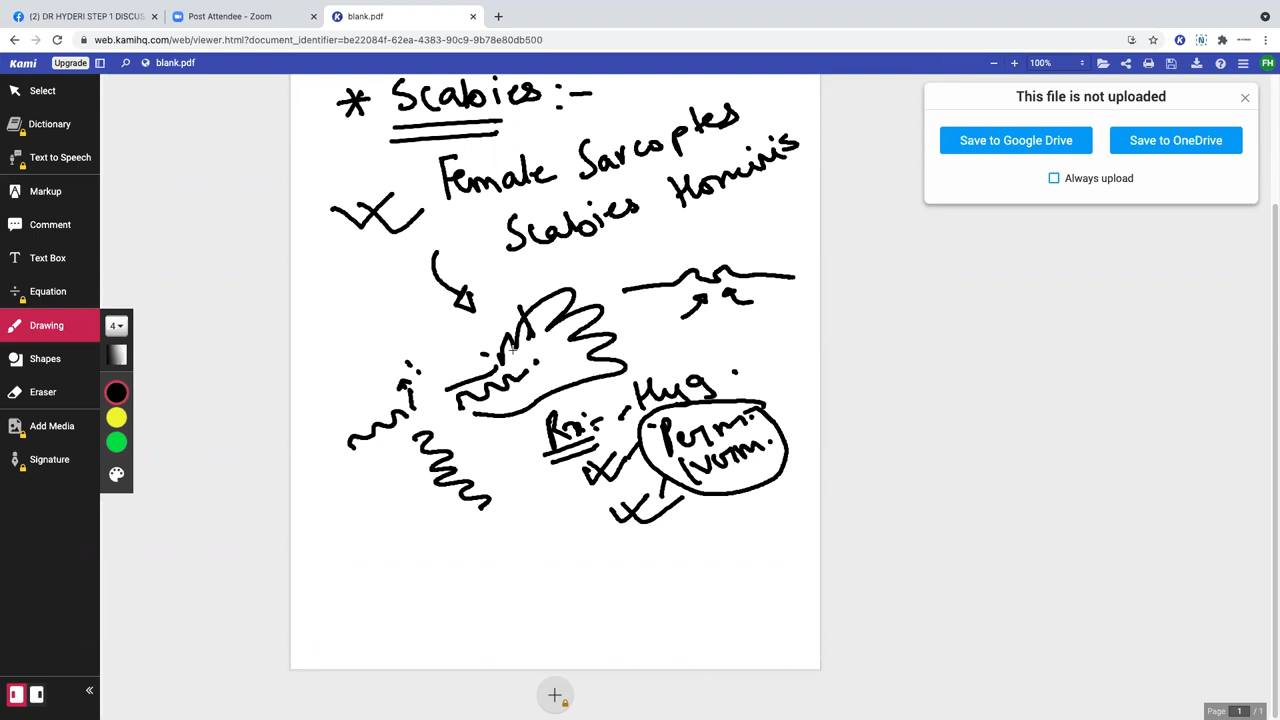 (2) DR HYDERI STEP 1 DISCUS
Post Attendee - Zoom
blank.pdf
web.kamihq.com/web/viewer.html?document_identifier=be22084f-62ea-4383-90c9-9b78e80db500
Kami
Upgrade
blank.pdf
100%
FH
Select
Dictionary
Text to Speech
Markup
Comment
Text Box
Equation
Drawing
Shapes
Eraser
Add Media
Signature
4
This file is not uploaded
Save to Google Drive
Save to OneDrive
Always upload
* Scabies :-
Female Sarcoptes
Scabies Hominis
Rx:- - Hyg.
- Perm.
Iverm.
Page 1 / 1